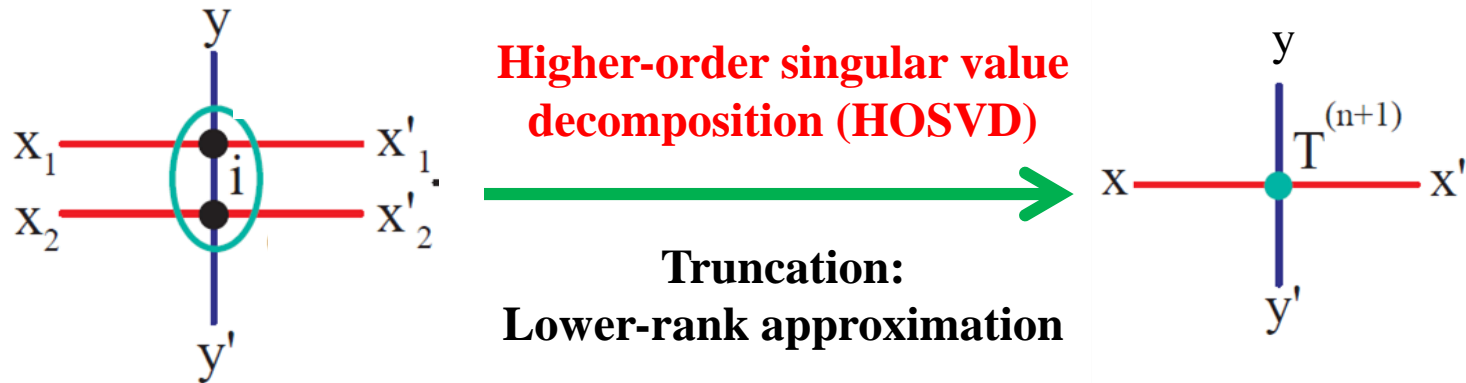 y
x₁ x'₁
i
x₂ x'₂
y'
Higher-order singular value
decomposition (HOSVD)
Truncation:
Lower-rank approximation
y
T⁽ⁿ⁺¹⁾
x x'
y'